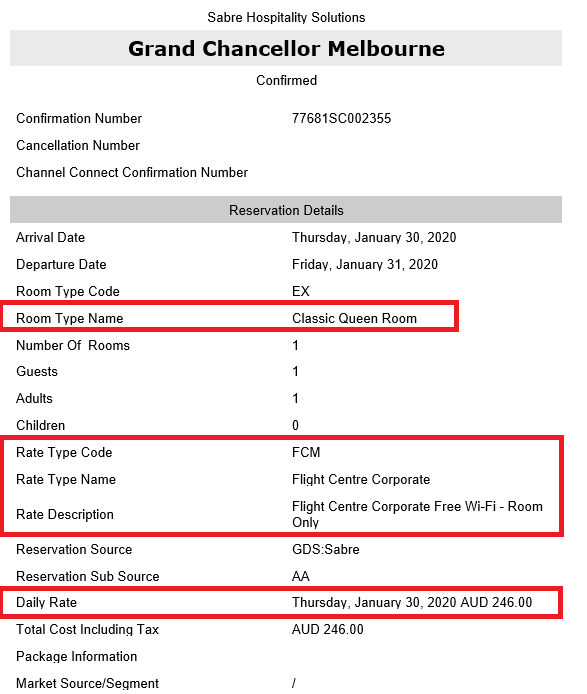 Sabre Hospitality Solutions
Grand Chancellor Melbourne
Confirmed
Confirmation Number 77681SC002355
Cancellation Number
Channel Connect Confirmation Number
Reservation Details
Arrival Date Thursday, January 30, 2020
Departure Date Friday, January 31, 2020
Room Type Code EX
Room Type Name Classic Queen Room
Number Of Rooms 1
Guests 1
Adults 1
Children 0
Rate Type Code FCM
Rate Type Name Flight Centre Corporate
Rate Description Flight Centre Corporate Free Wi-Fi - Room
Only
Reservation Source GDS:Sabre
Reservation Sub Source AA
Daily Rate Thursday, January 30, 2020 AUD 246.00
Total Cost Including Tax AUD 246.00
Package Information
Market Source/Segment /